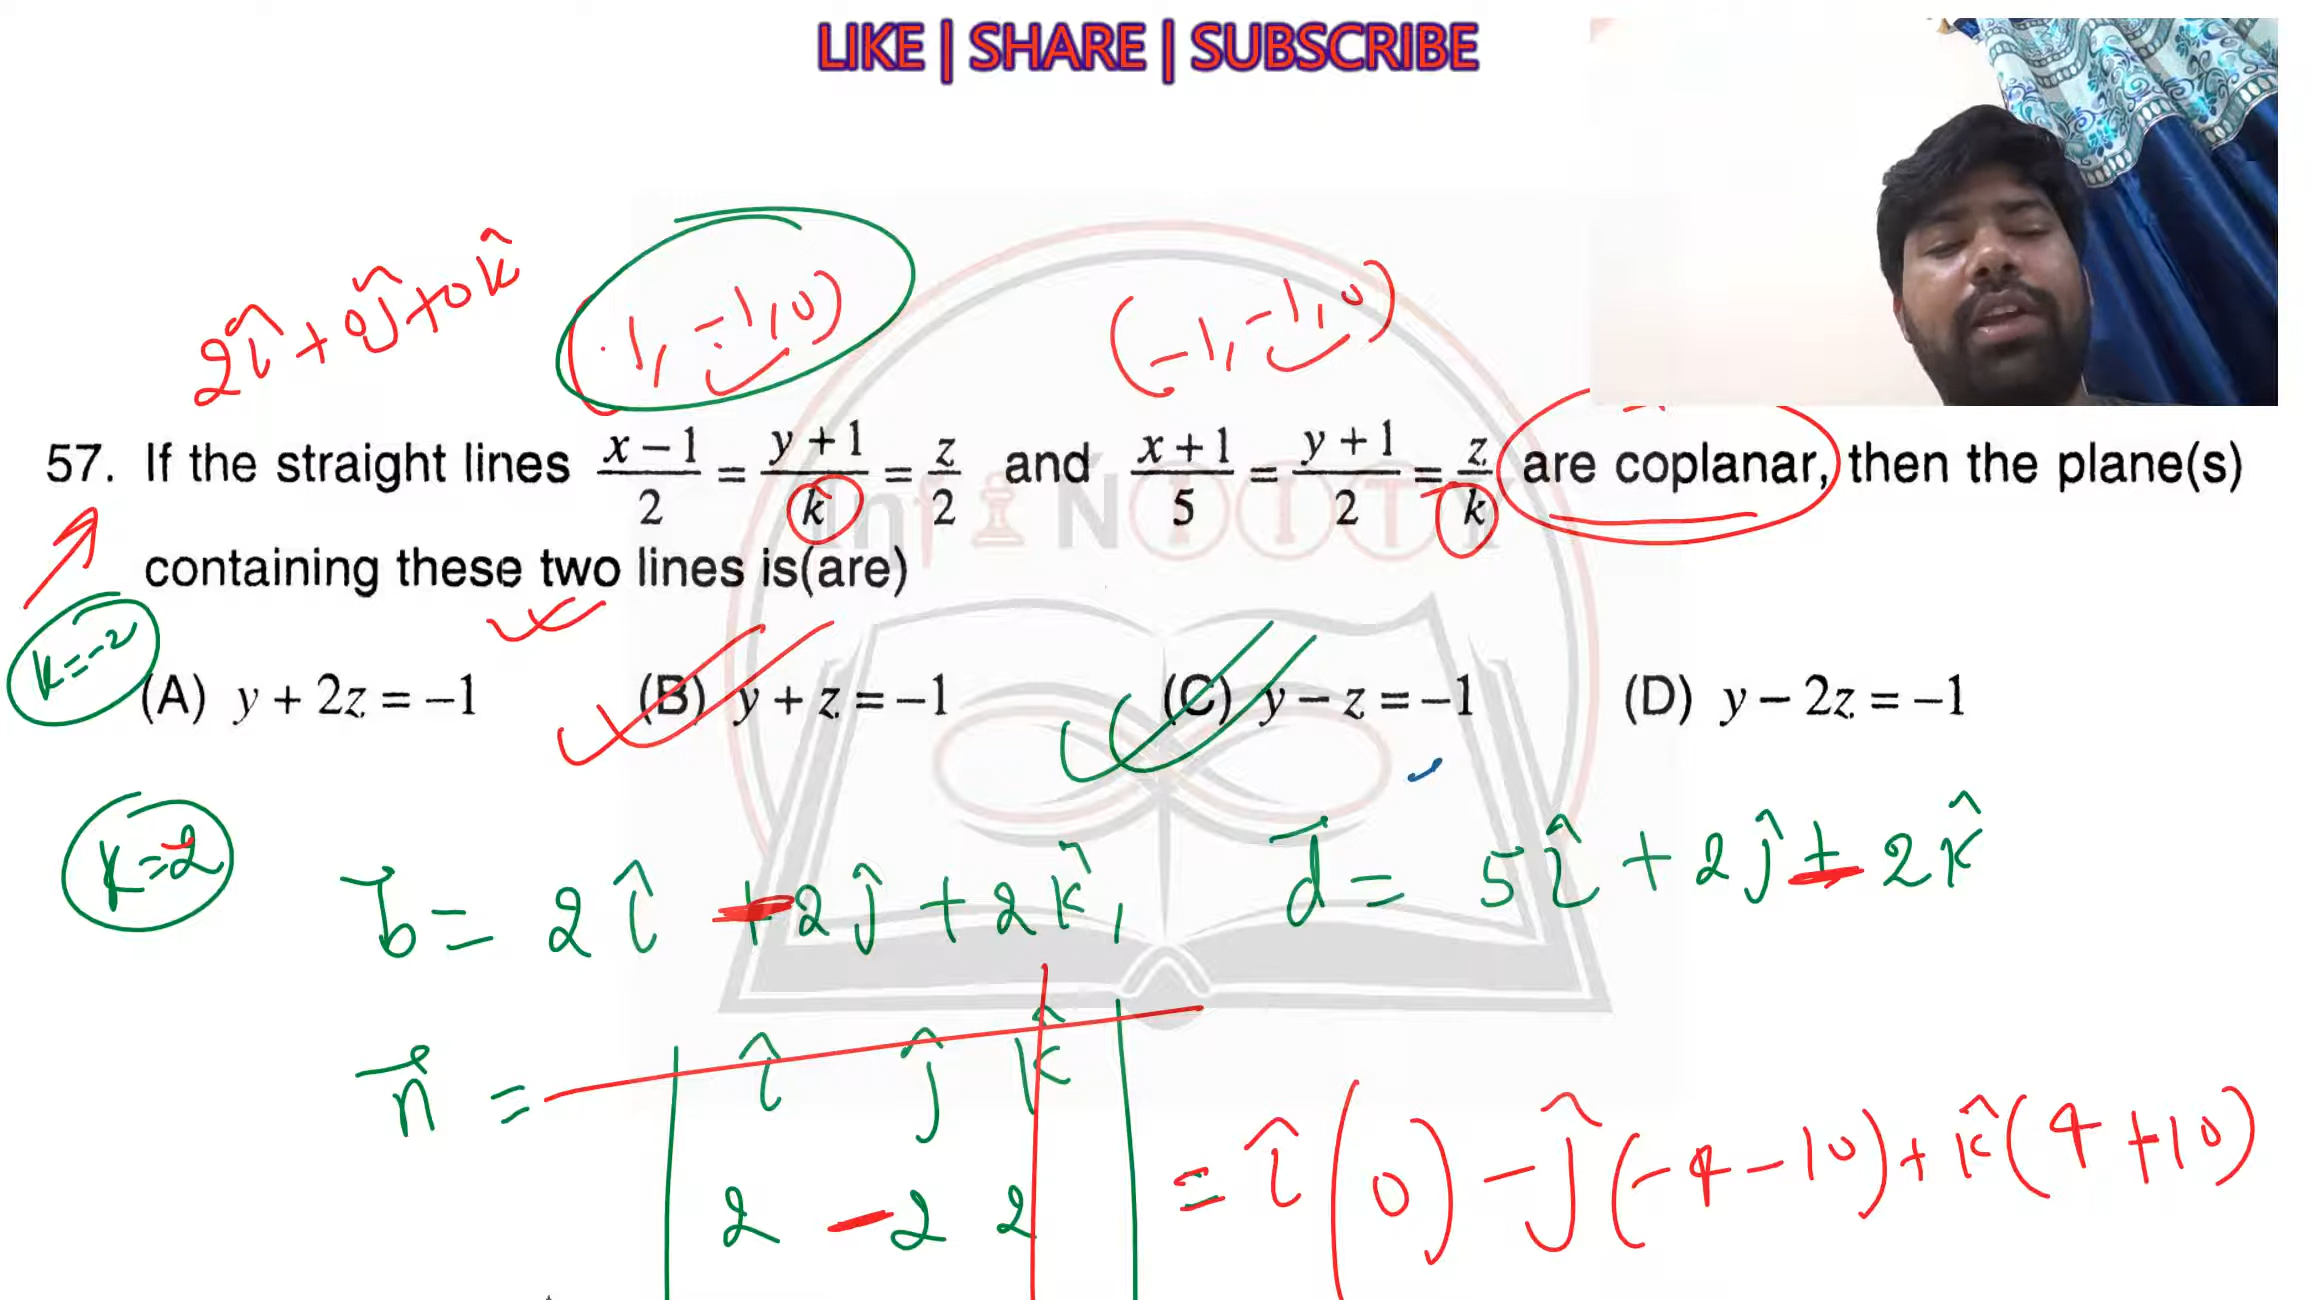 LIKE | SHARE | SUBSCRIBE
2î + 0ĵ + 0k̂
(1, -1, 0)
(-1, -1, 0)
57. If the straight lines (x − 1)/2 = (y + 1)/k = z/2 and (x + 1)/5 = (y + 1)/2 = z/k are coplanar, then the plane(s)
containing these two lines is(are)
k = -2
(A) y + 2z = −1 (B) y + z = −1 (C) y − z = −1 (D) y − 2z = −1
k = -2
b⃗ = 2î - 2ĵ + 2k̂, d⃗ = 5î + 2ĵ - 2k̂
n⃗ = | î ĵ k̂ |
2 -2 2
= î(0) - ĵ(-4-10) + k̂(4+10)